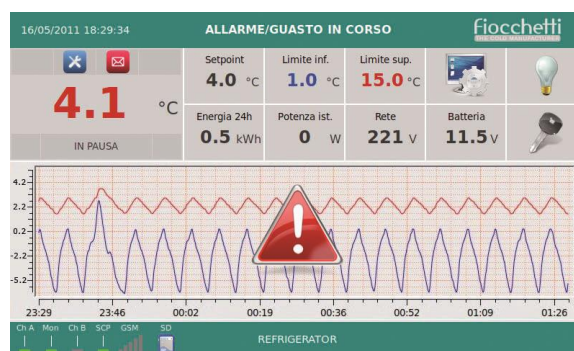 16/05/2011 18:29:34 ALLARME/GUASTO IN CORSO fiocchetti
THE COLD MANUFACTURER
Setpoint Limite inf. Limite sup.
4.0 °C 1.0 °C 15.0 °C
4.1 °C
Energia 24h Potenza ist. Rete Batteria
0.5 kWh 0 W 221 V 11.5 V
IN PAUSA
4.2
2.2
0.2
-2.2
-5.2
23:29 23:46 00:02 00:19 00:36 00:52 01:09 01:26
Ch A Mon Ch B SCP GSM SD
REFRIGERATOR